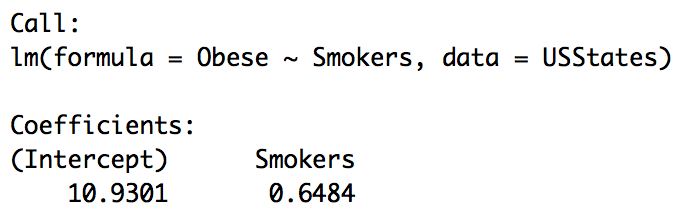 Call:
lm(formula = Obese ~ Smokers, data = USStates)
Coefficients:
(Intercept) Smokers
10.9301 0.6484